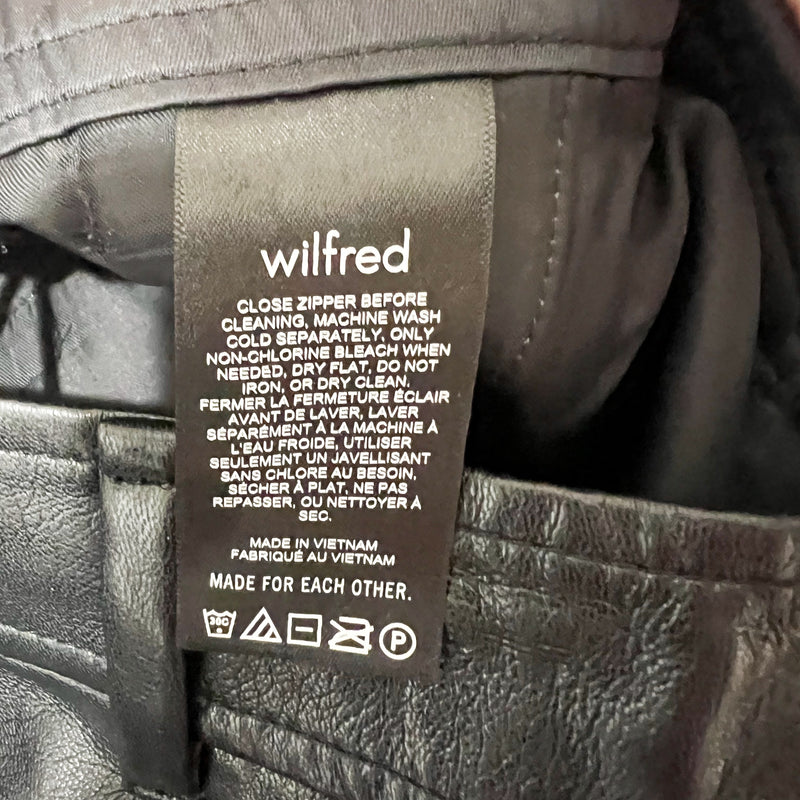 wilfred
CLOSE ZIPPER BEFORE
CLEANING, MACHINE WASH
COLD SEPARATELY, ONLY
NON-CHLORINE BLEACH WHEN
NEEDED, DRY FLAT, DO NOT
IRON, OR DRY CLEAN.
FERMER LA FERMETURE ÉCLAIR
AVANT DE LAVER, LAVER
SÉPARÉMENT À LA MACHINE À
L'EAU FROIDE, UTILISER
SEULEMENT UN JAVELLISANT
SANS CHLORE AU BESOIN,
SÉCHER À PLAT, NE PAS
REPASSER, OU NETTOYER À
SEC.
MADE IN VIETNAM
FABRIQUÉ AU VIETNAM
MADE FOR EACH OTHER.
30C P